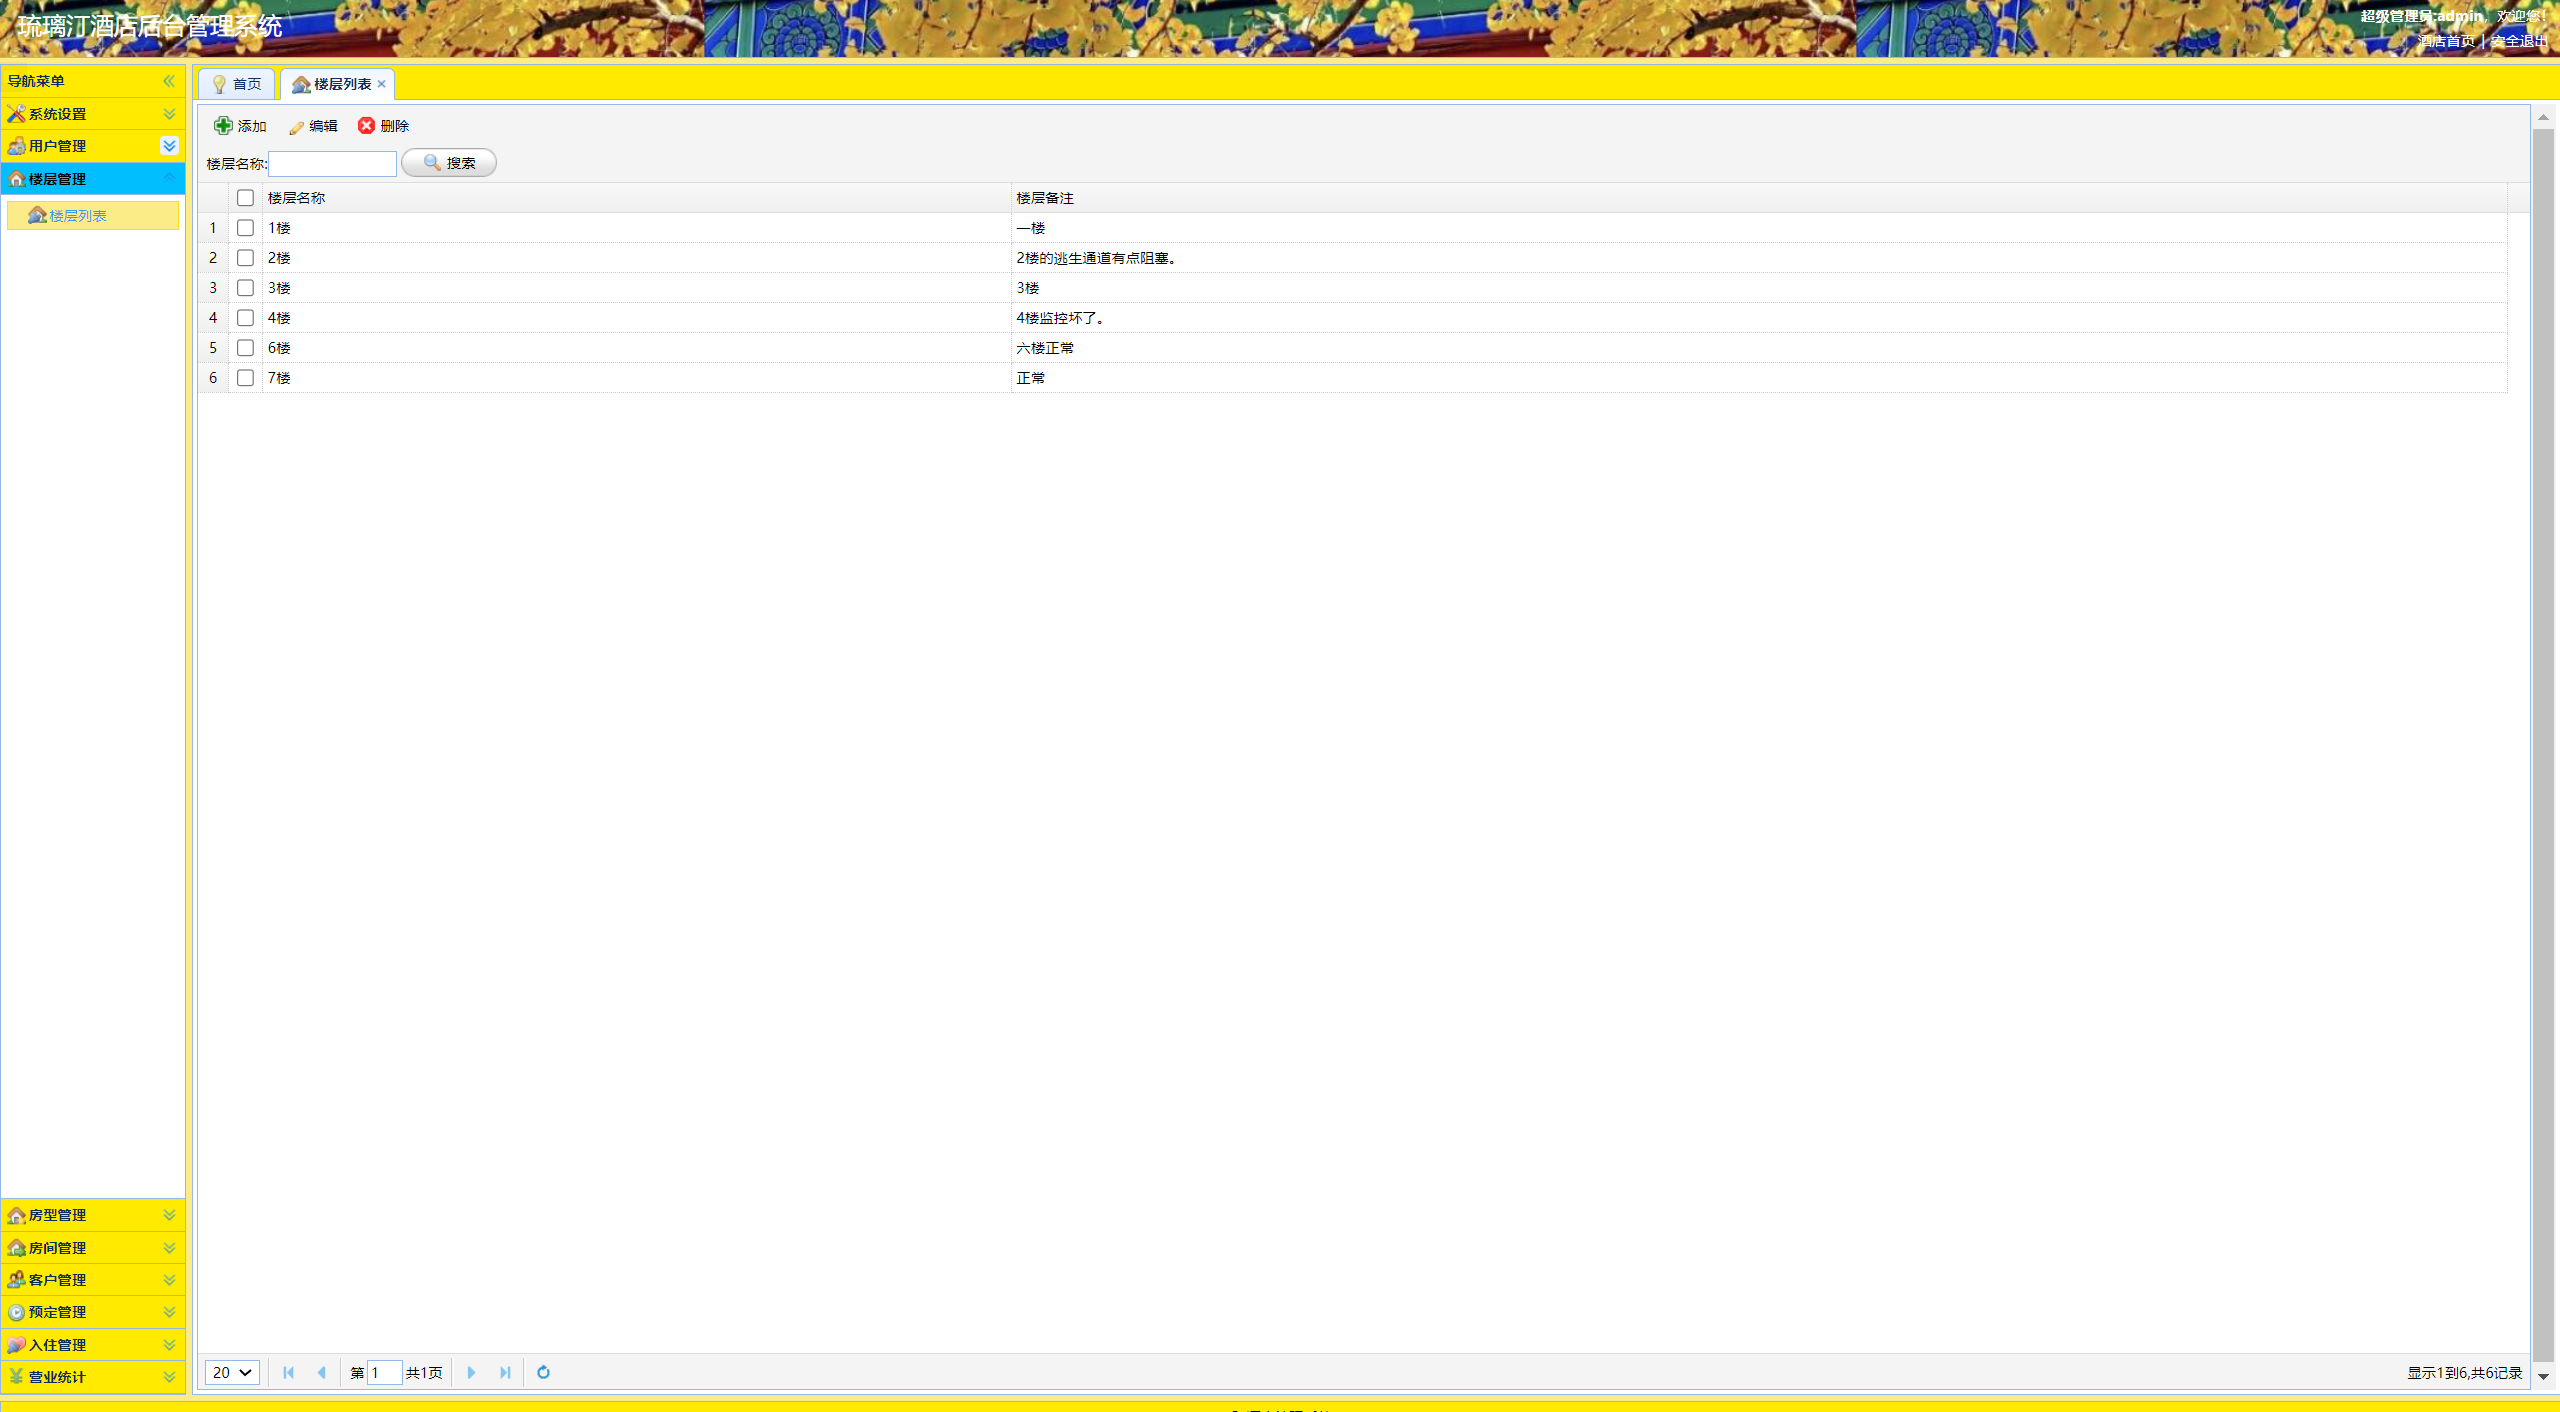 琉璃汀酒店后台管理系统
超级管理员:admin，欢迎您！
酒店首页 | 安全退出
导航菜单
系统设置
用户管理
楼层管理
楼层列表
房型管理
房间管理
客户管理
预定管理
入住管理
营业统计
首页
楼层列表
添加 编辑 删除
楼层名称: 搜索
楼层名称 楼层备注
1 1楼 一楼
2 2楼 2楼的逃生通道有点阻塞。
3 3楼 3楼
4 4楼 4楼监控坏了。
5 6楼 六楼正常
6 7楼 正常
20 第 1 共1页
显示1到6,共6记录